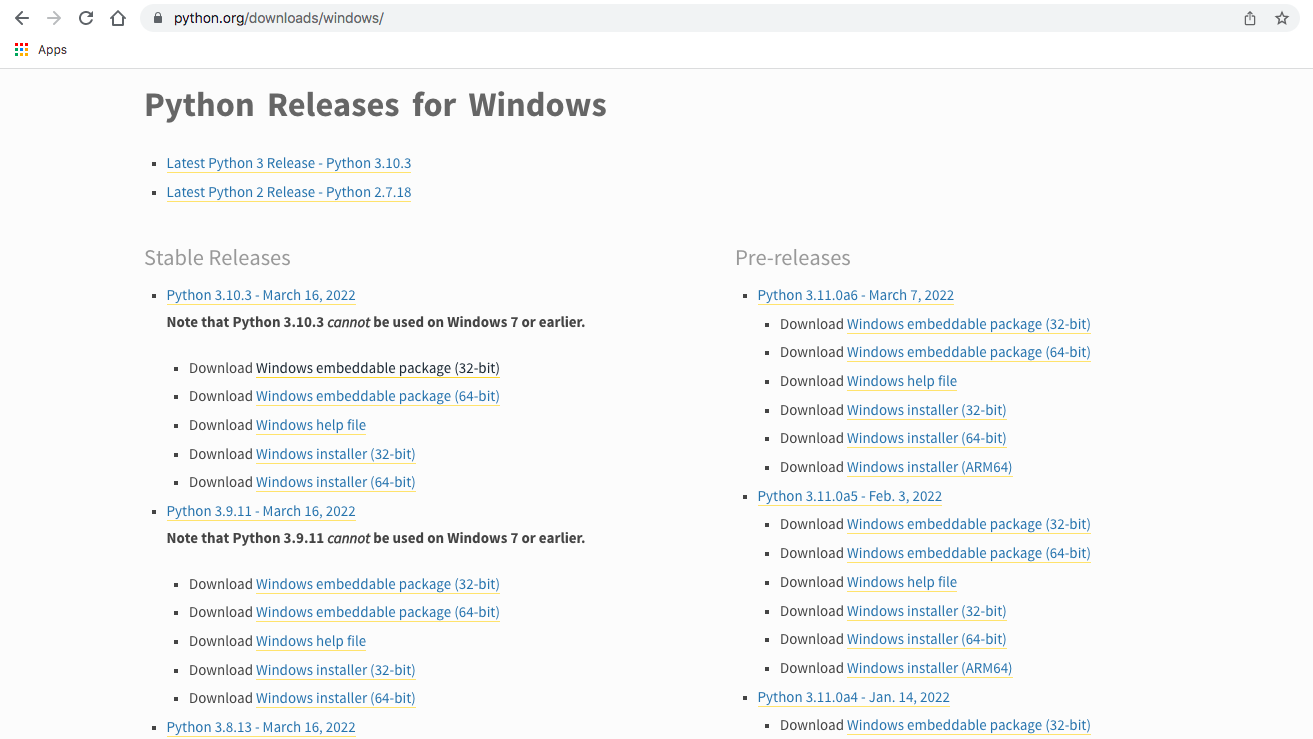 python.org/downloads/windows/
Apps
Python Releases for Windows
Latest Python 3 Release - Python 3.10.3
Latest Python 2 Release - Python 2.7.18
Stable Releases
Python 3.10.3 - March 16, 2022
Note that Python 3.10.3 cannot be used on Windows 7 or earlier.
Download Windows embeddable package (32-bit)
Download Windows embeddable package (64-bit)
Download Windows help file
Download Windows installer (32-bit)
Download Windows installer (64-bit)
Python 3.9.11 - March 16, 2022
Note that Python 3.9.11 cannot be used on Windows 7 or earlier.
Download Windows embeddable package (32-bit)
Download Windows embeddable package (64-bit)
Download Windows help file
Download Windows installer (32-bit)
Download Windows installer (64-bit)
Python 3.8.13 - March 16, 2022
Pre-releases
Python 3.11.0a6 - March 7, 2022
Download Windows embeddable package (32-bit)
Download Windows embeddable package (64-bit)
Download Windows help file
Download Windows installer (32-bit)
Download Windows installer (64-bit)
Download Windows installer (ARM64)
Python 3.11.0a5 - Feb. 3, 2022
Download Windows embeddable package (32-bit)
Download Windows embeddable package (64-bit)
Download Windows help file
Download Windows installer (32-bit)
Download Windows installer (64-bit)
Download Windows installer (ARM64)
Python 3.11.0a4 - Jan. 14, 2022
Download Windows embeddable package (32-bit)